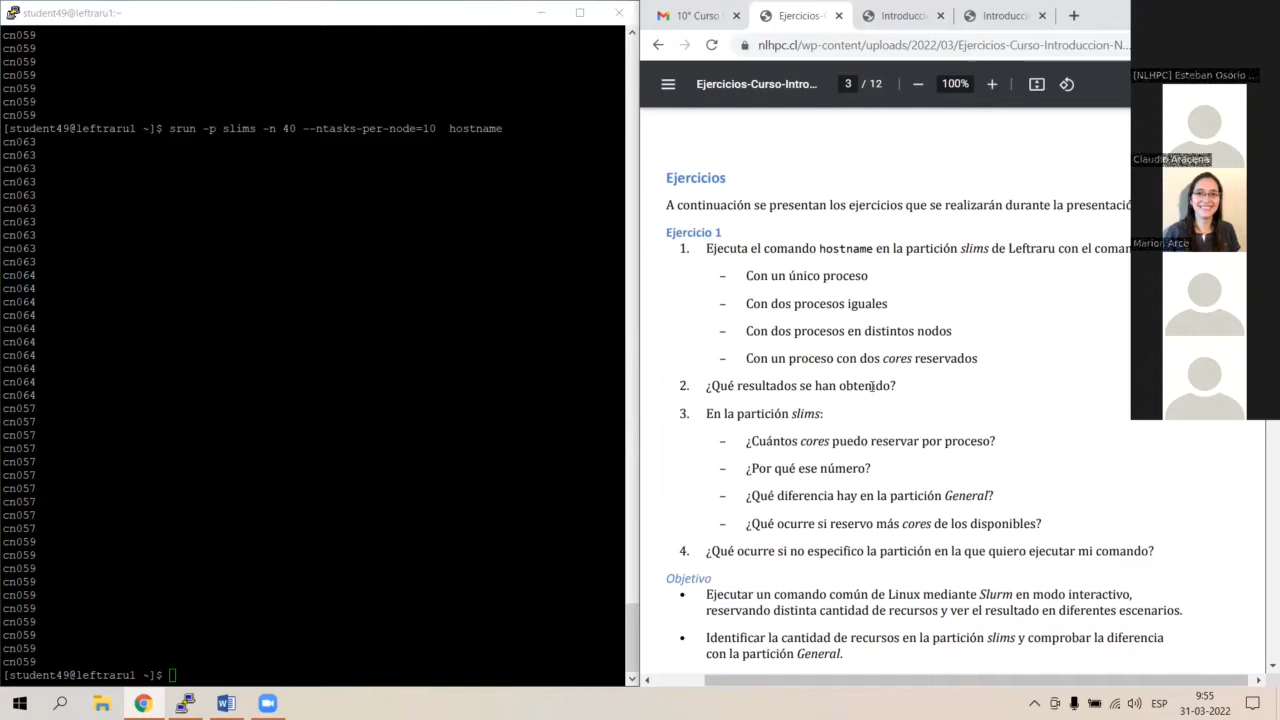 student49@leftraru1:~
cn059
cn059
cn059
cn059
cn059
cn059
cn059
[student49@leftraru1 ~]$ srun -p slims -n 40 --ntasks-per-node=10  hostname
cn063
cn063
cn063
cn063
cn063
cn063
cn063
cn063
cn063
cn063
cn064
cn064
cn064
cn064
cn064
cn064
cn064
cn064
cn064
cn064
cn057
cn057
cn057
cn057
cn057
cn057
cn057
cn057
cn057
cn057
cn059
cn059
cn059
cn059
cn059
cn059
cn059
cn059
cn059
[student49@leftraru1 ~]$
10° Curso
Ejercicios-
Introducci
Introducci
nlhpc.cl/wp-content/uploads/2022/03/Ejercicios-Curso-Introduccion-N...
Ejercicios-Curso-Intro...
3 / 12
100%
Ejercicios
A continuación se presentan los ejercicios que se realizarán durante la presentació
Ejercicio 1
1. Ejecuta el comando hostname en la partición slims de Leftraru con el coman
– Con un único proceso
– Con dos procesos iguales
– Con dos procesos en distintos nodos
– Con un proceso con dos cores reservados
2. ¿Qué resultados se han obtenido?
3. En la partición slims:
– ¿Cuántos cores puedo reservar por proceso?
– ¿Por qué ese número?
– ¿Qué diferencia hay en la partición General?
– ¿Qué ocurre si reservo más cores de los disponibles?
4. ¿Qué ocurre si no especifico la partición en la que quiero ejecutar mi comando?
Objetivo
• Ejecutar un comando común de Linux mediante Slurm en modo interactivo,
reservando distinta cantidad de recursos y ver el resultado en diferentes escenarios.
• Identificar la cantidad de recursos en la partición slims y comprobar la diferencia
con la partición General.
[NLHPC] Esteban Osorio ...
Claudio Aracena
Marion Arce
ESP
9:55
31-03-2022